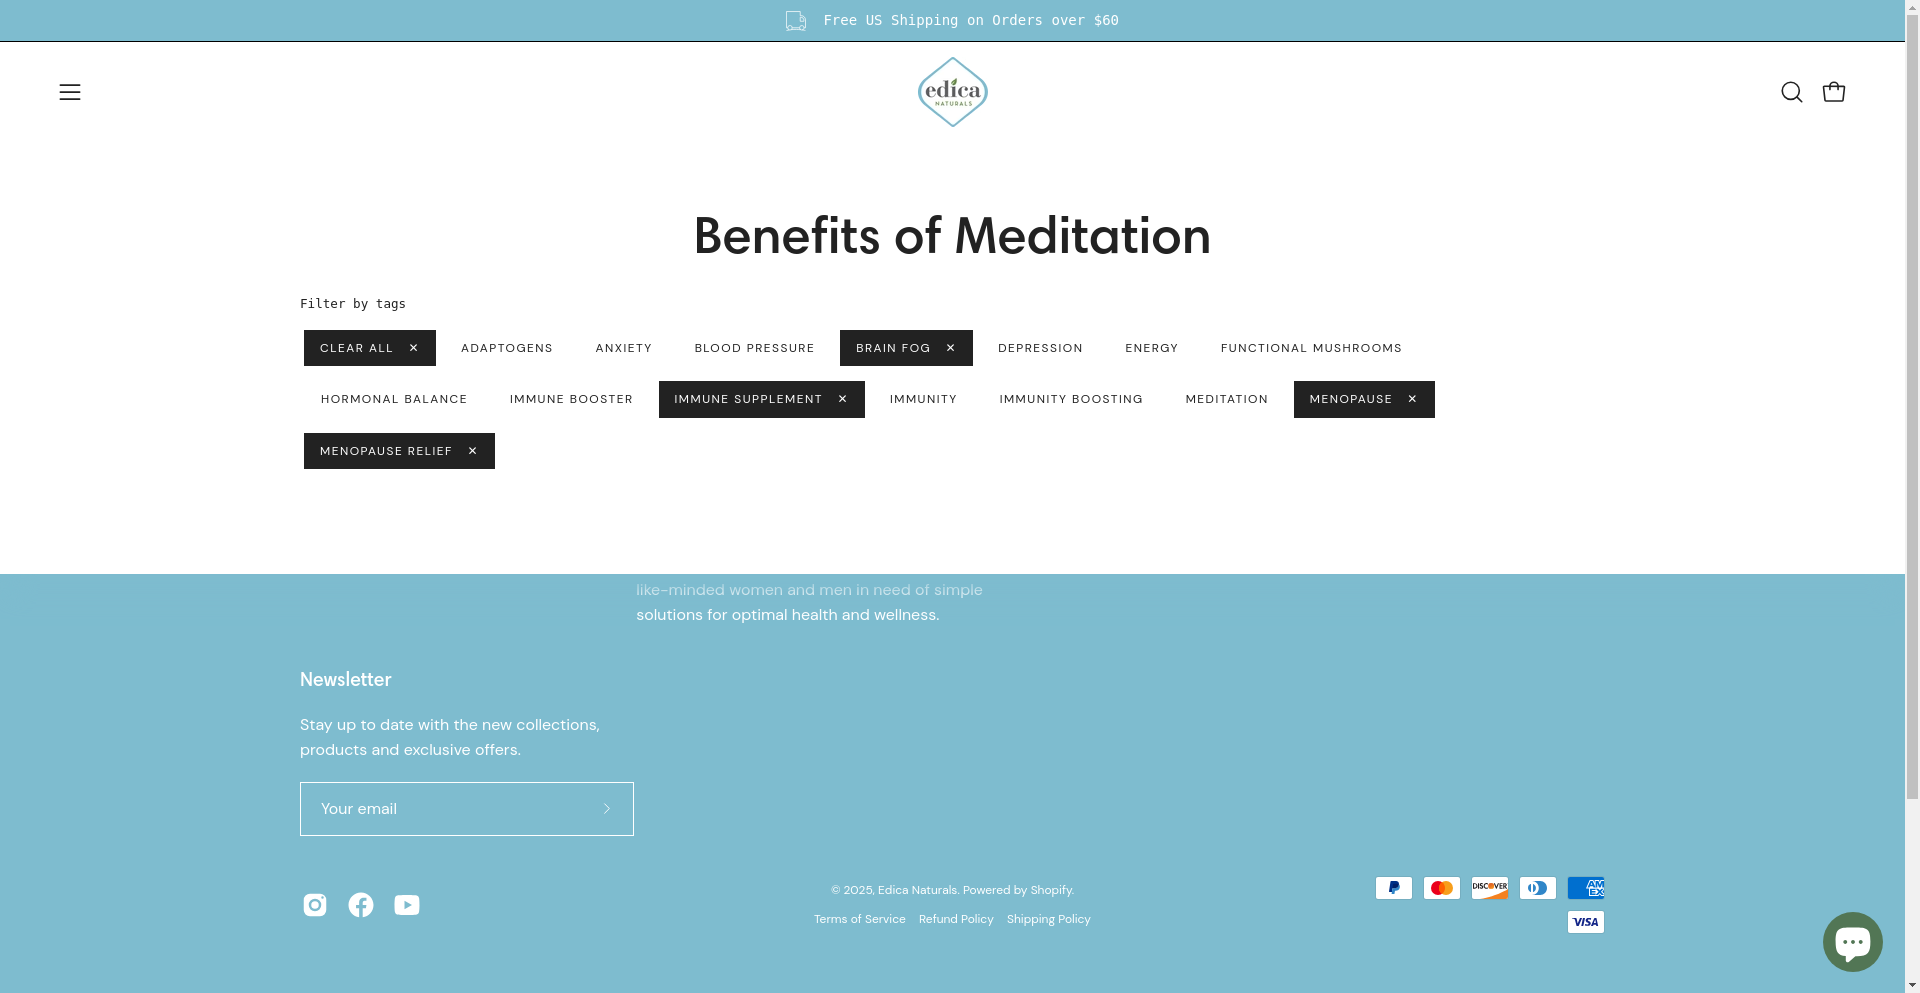 Free US Shipping on Orders over $60
edica
NATURALS
Benefits of Meditation
Filter by tags
CLEAR ALL ✕ ADAPTOGENS ANXIETY BLOOD PRESSURE BRAIN FOG ✕ DEPRESSION ENERGY FUNCTIONAL MUSHROOMS
HORMONAL BALANCE IMMUNE BOOSTER IMMUNE SUPPLEMENT ✕ IMMUNITY IMMUNITY BOOSTING MEDITATION MENOPAUSE ✕
MENOPAUSE RELIEF ✕
like-minded women and men in need of simple
solutions for optimal health and wellness.
Newsletter
Stay up to date with the new collections,
products and exclusive offers.
Your email
© 2025, Edica Naturals. Powered by Shopify.
Terms of Service Refund Policy Shipping Policy
DISCOVER
AM
EX
VISA